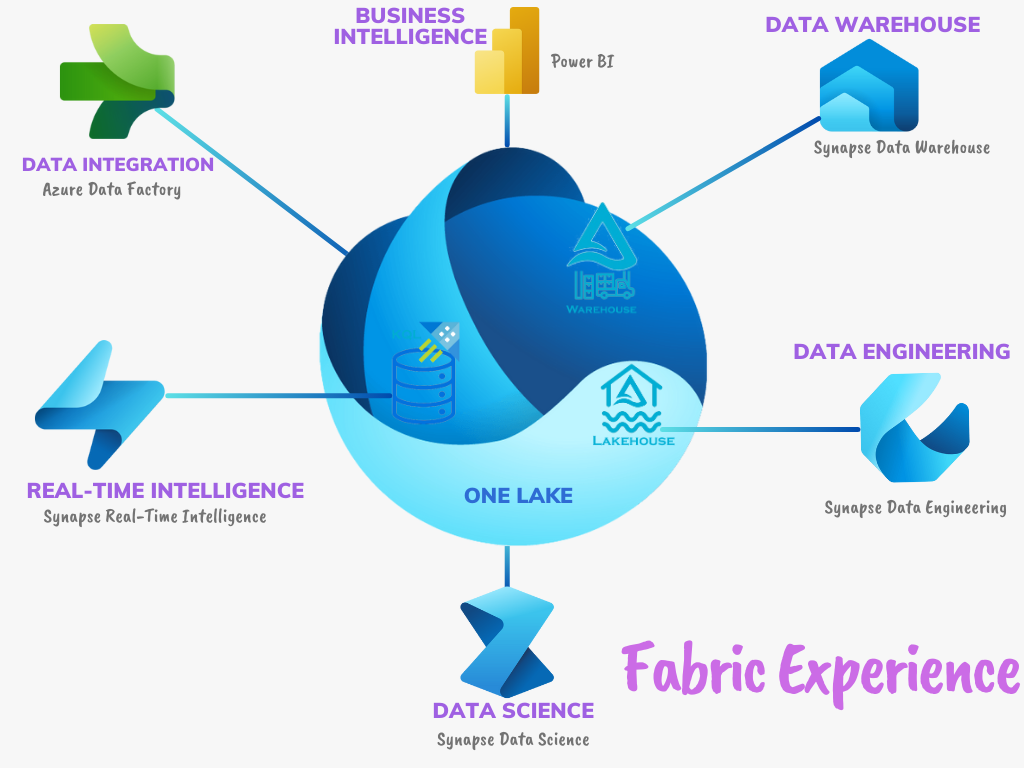 BUSINESS
INTELLIGENCE
Power BI
DATA WAREHOUSE
Synapse Data Warehouse
DATA INTEGRATION
Azure Data Factory
WAREHOUSE
DATA ENGINEERING
Synapse Data Engineering
LAKEHOUSE
REAL-TIME INTELLIGENCE
Synapse Real-Time Intelligence
ONE LAKE
DATA SCIENCE
Synapse Data Science
Fabric Experience